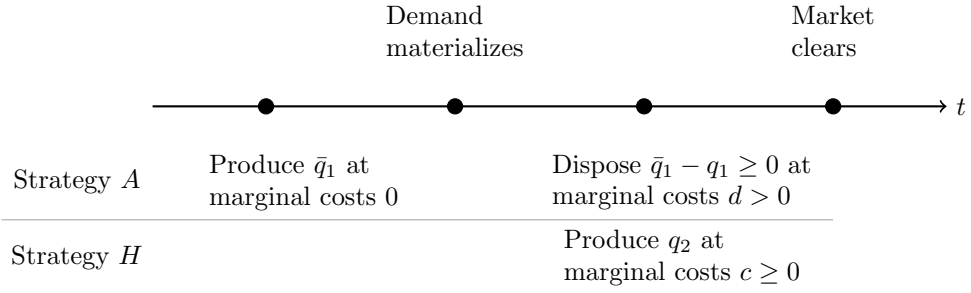 Demand
materializes
Market
clears
t
Strategy A
Produce q̄₁ at
marginal costs 0
Dispose q̄₁ − q₁ ≥ 0 at
marginal costs d > 0
Strategy H
Produce q₂ at
marginal costs c ≥ 0